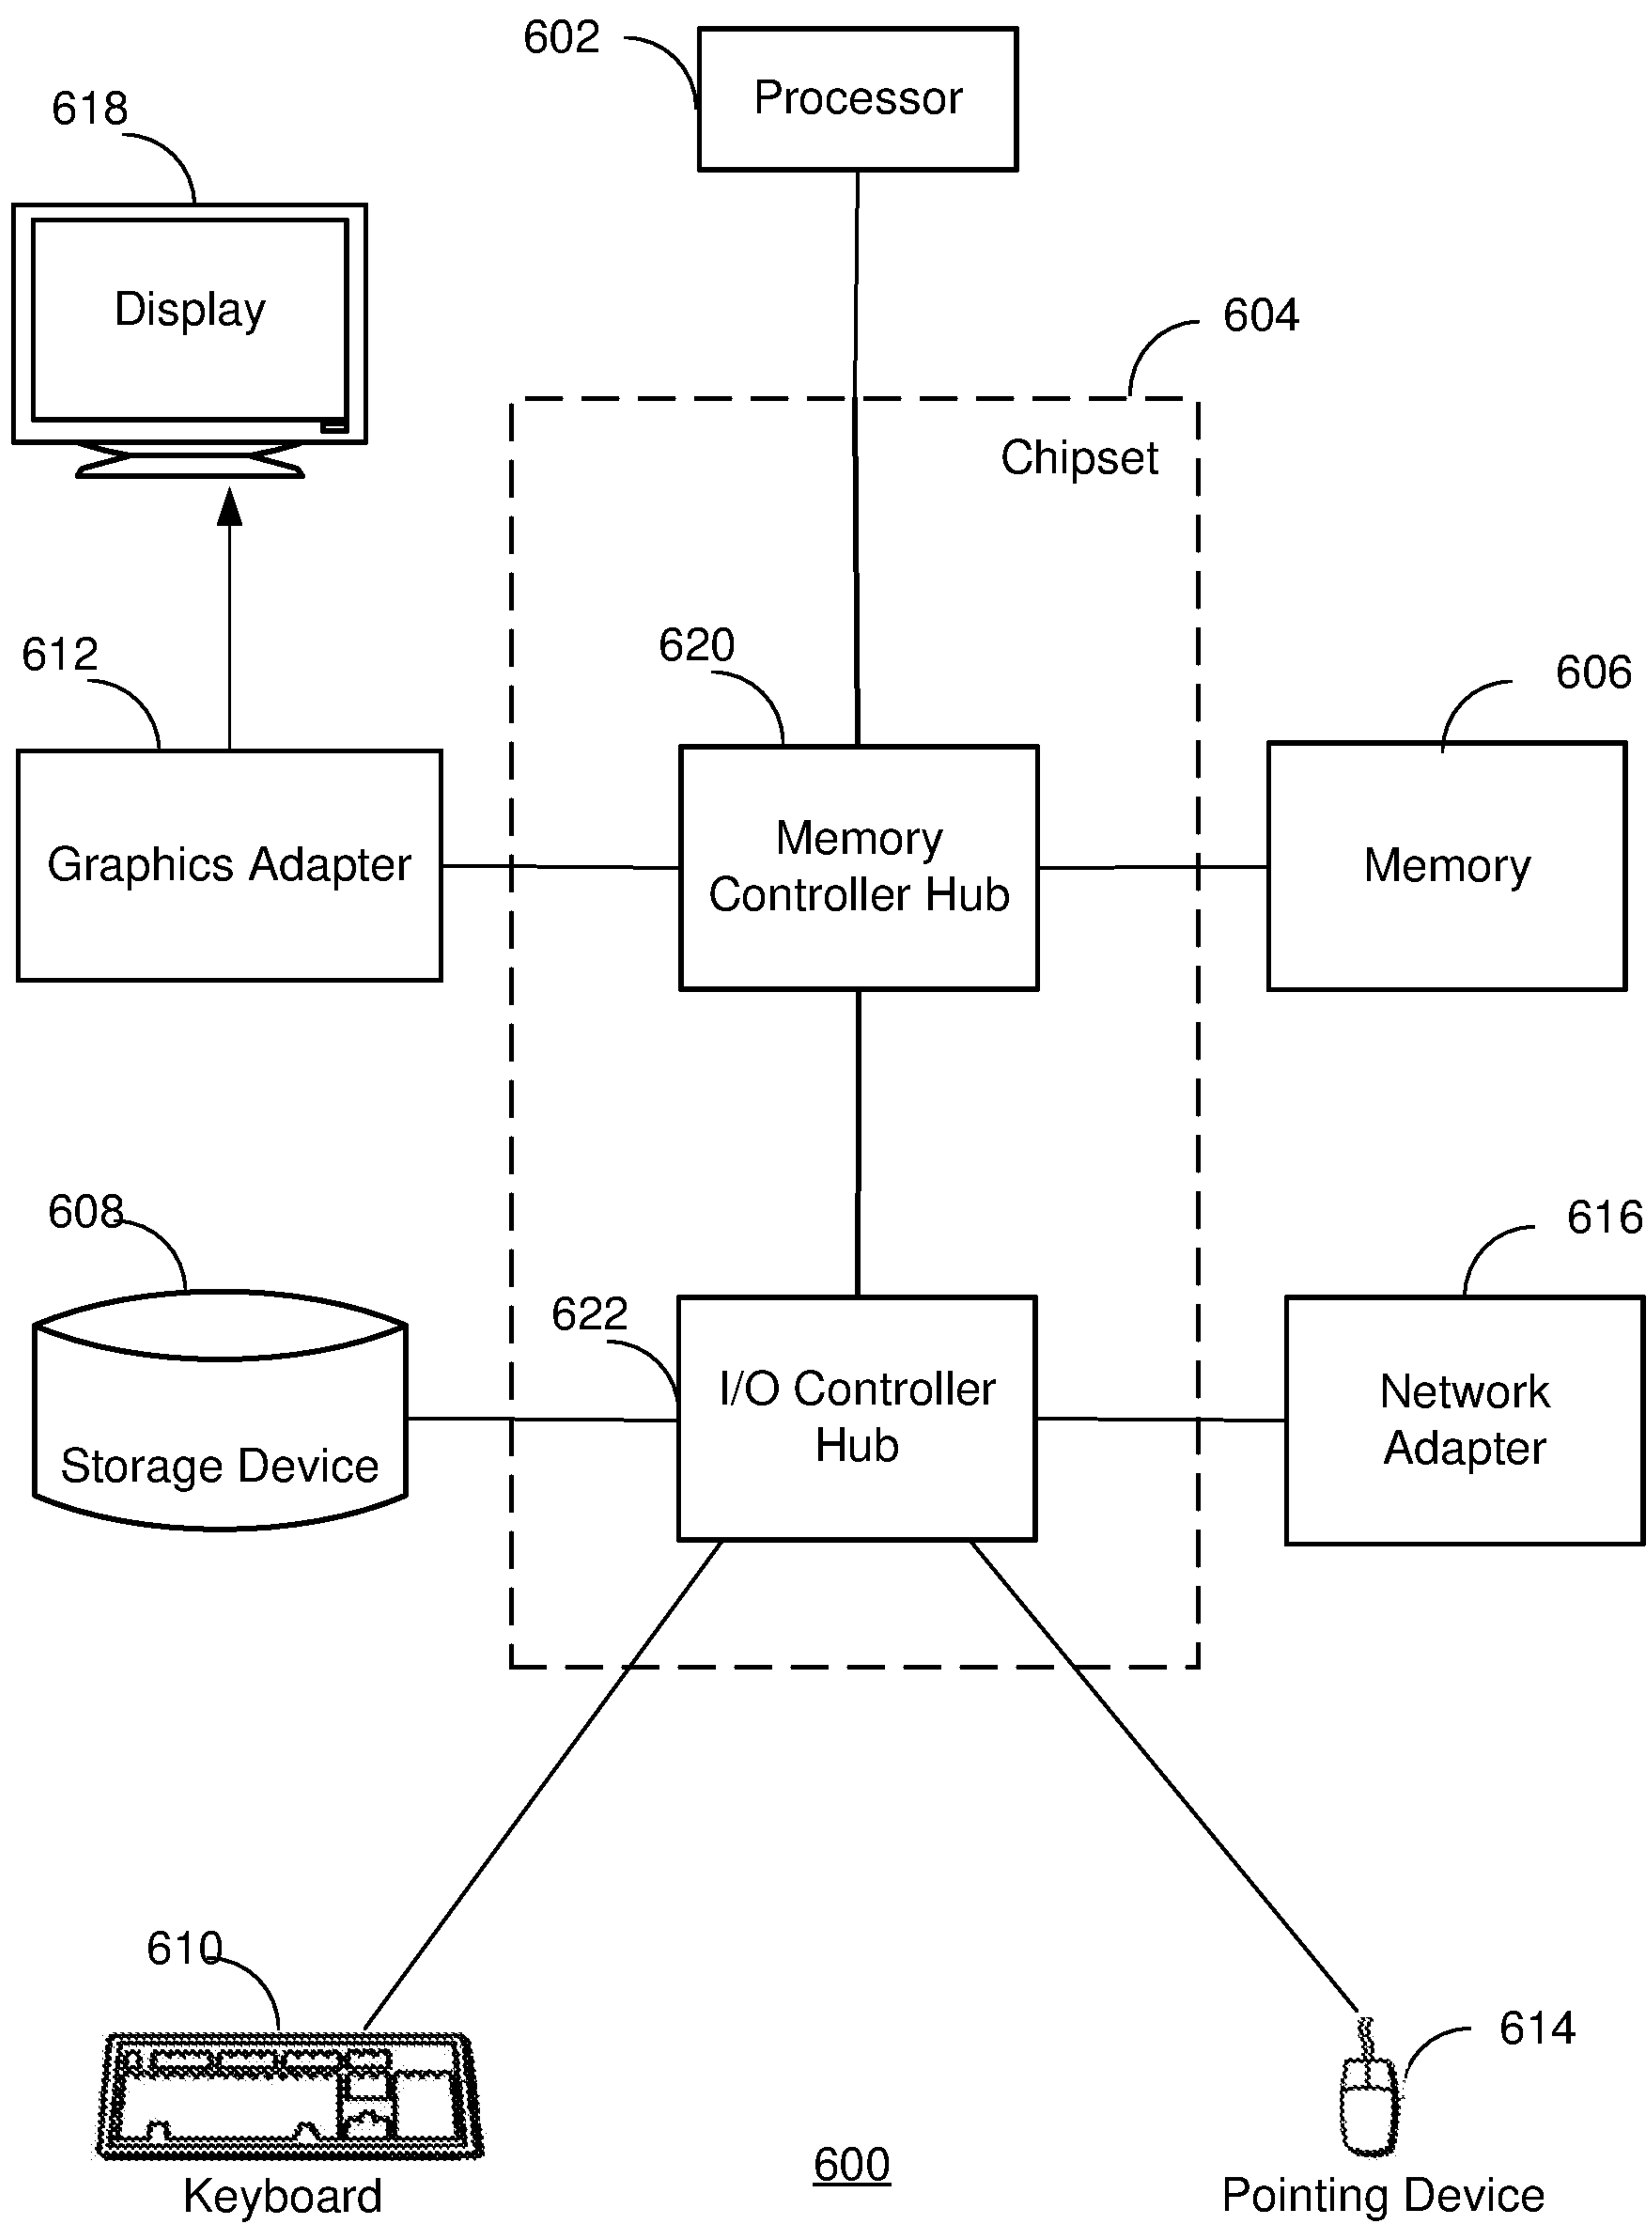 602
Processor
618
Display
604
Chipset
612
620
606
Graphics Adapter
Memory
Controller Hub
Memory
608
622
616
Storage Device
I/O Controller
Hub
Network
Adapter
610
614
Keyboard
600
Pointing Device